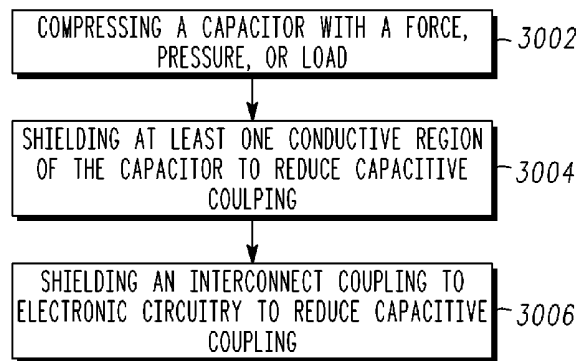 COMPRESSING A CAPACITOR WITH A FORCE,
PRESSURE, OR LOAD
3002
SHIELDING AT LEAST ONE CONDUCTIVE REGION
OF THE CAPACITOR TO REDUCE CAPACITIVE
COULPING
3004
SHIELDING AN INTERCONNECT COUPLING TO
ELECTRONIC CIRCUITRY TO REDUCE CAPACITIVE
COUPLING
3006